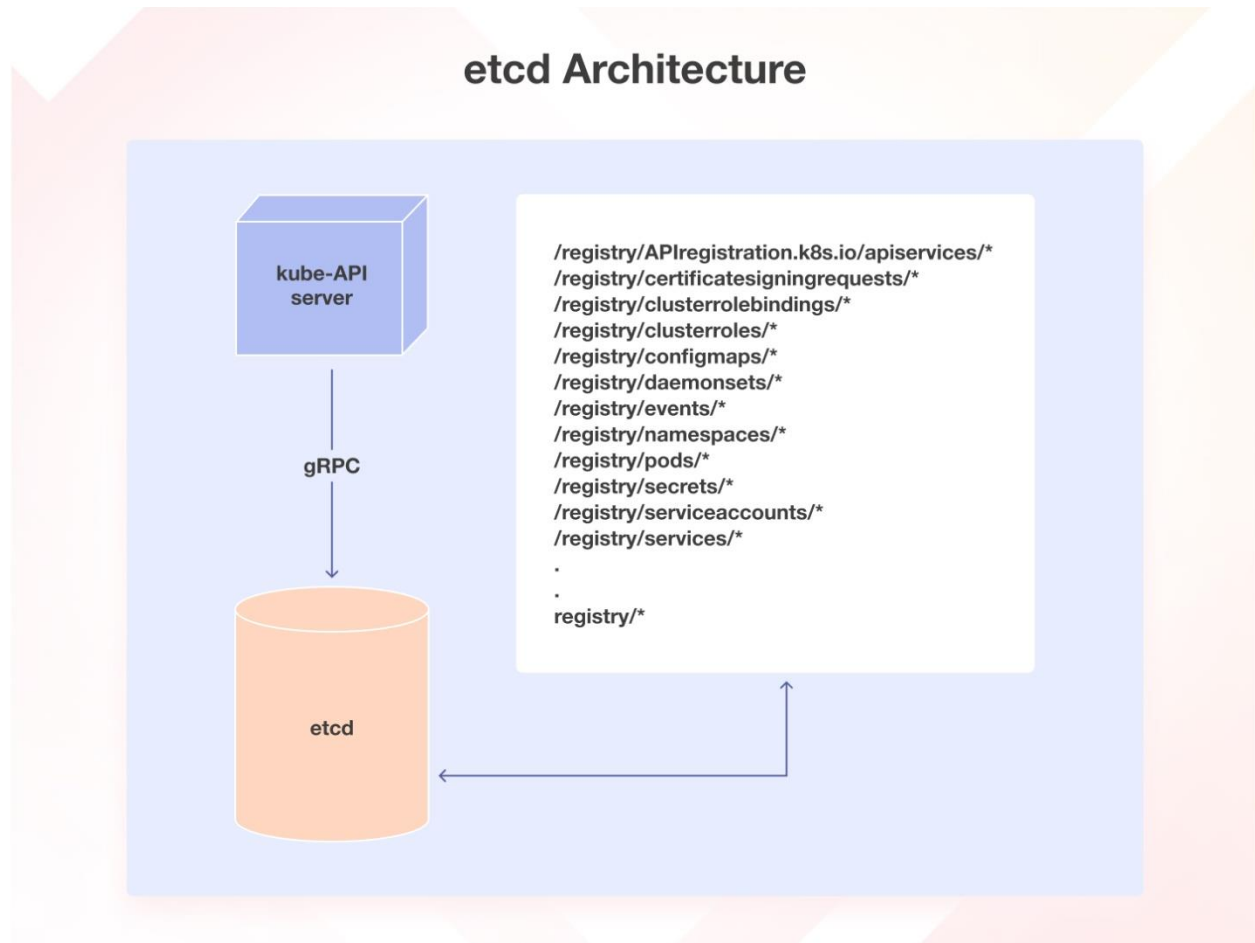 etcd Architecture
kube-API
server
gRPC
etcd
/registry/APIregistration.k8s.io/apiservices/*
/registry/certificatesigningrequests/*
/registry/clusterrolebindings/*
/registry/clusterroles/*
/registry/configmaps/*
/registry/daemonsets/*
/registry/events/*
/registry/namespaces/*
/registry/pods/*
/registry/secrets/*
/registry/serviceaccounts/*
/registry/services/*
.
.
registry/*